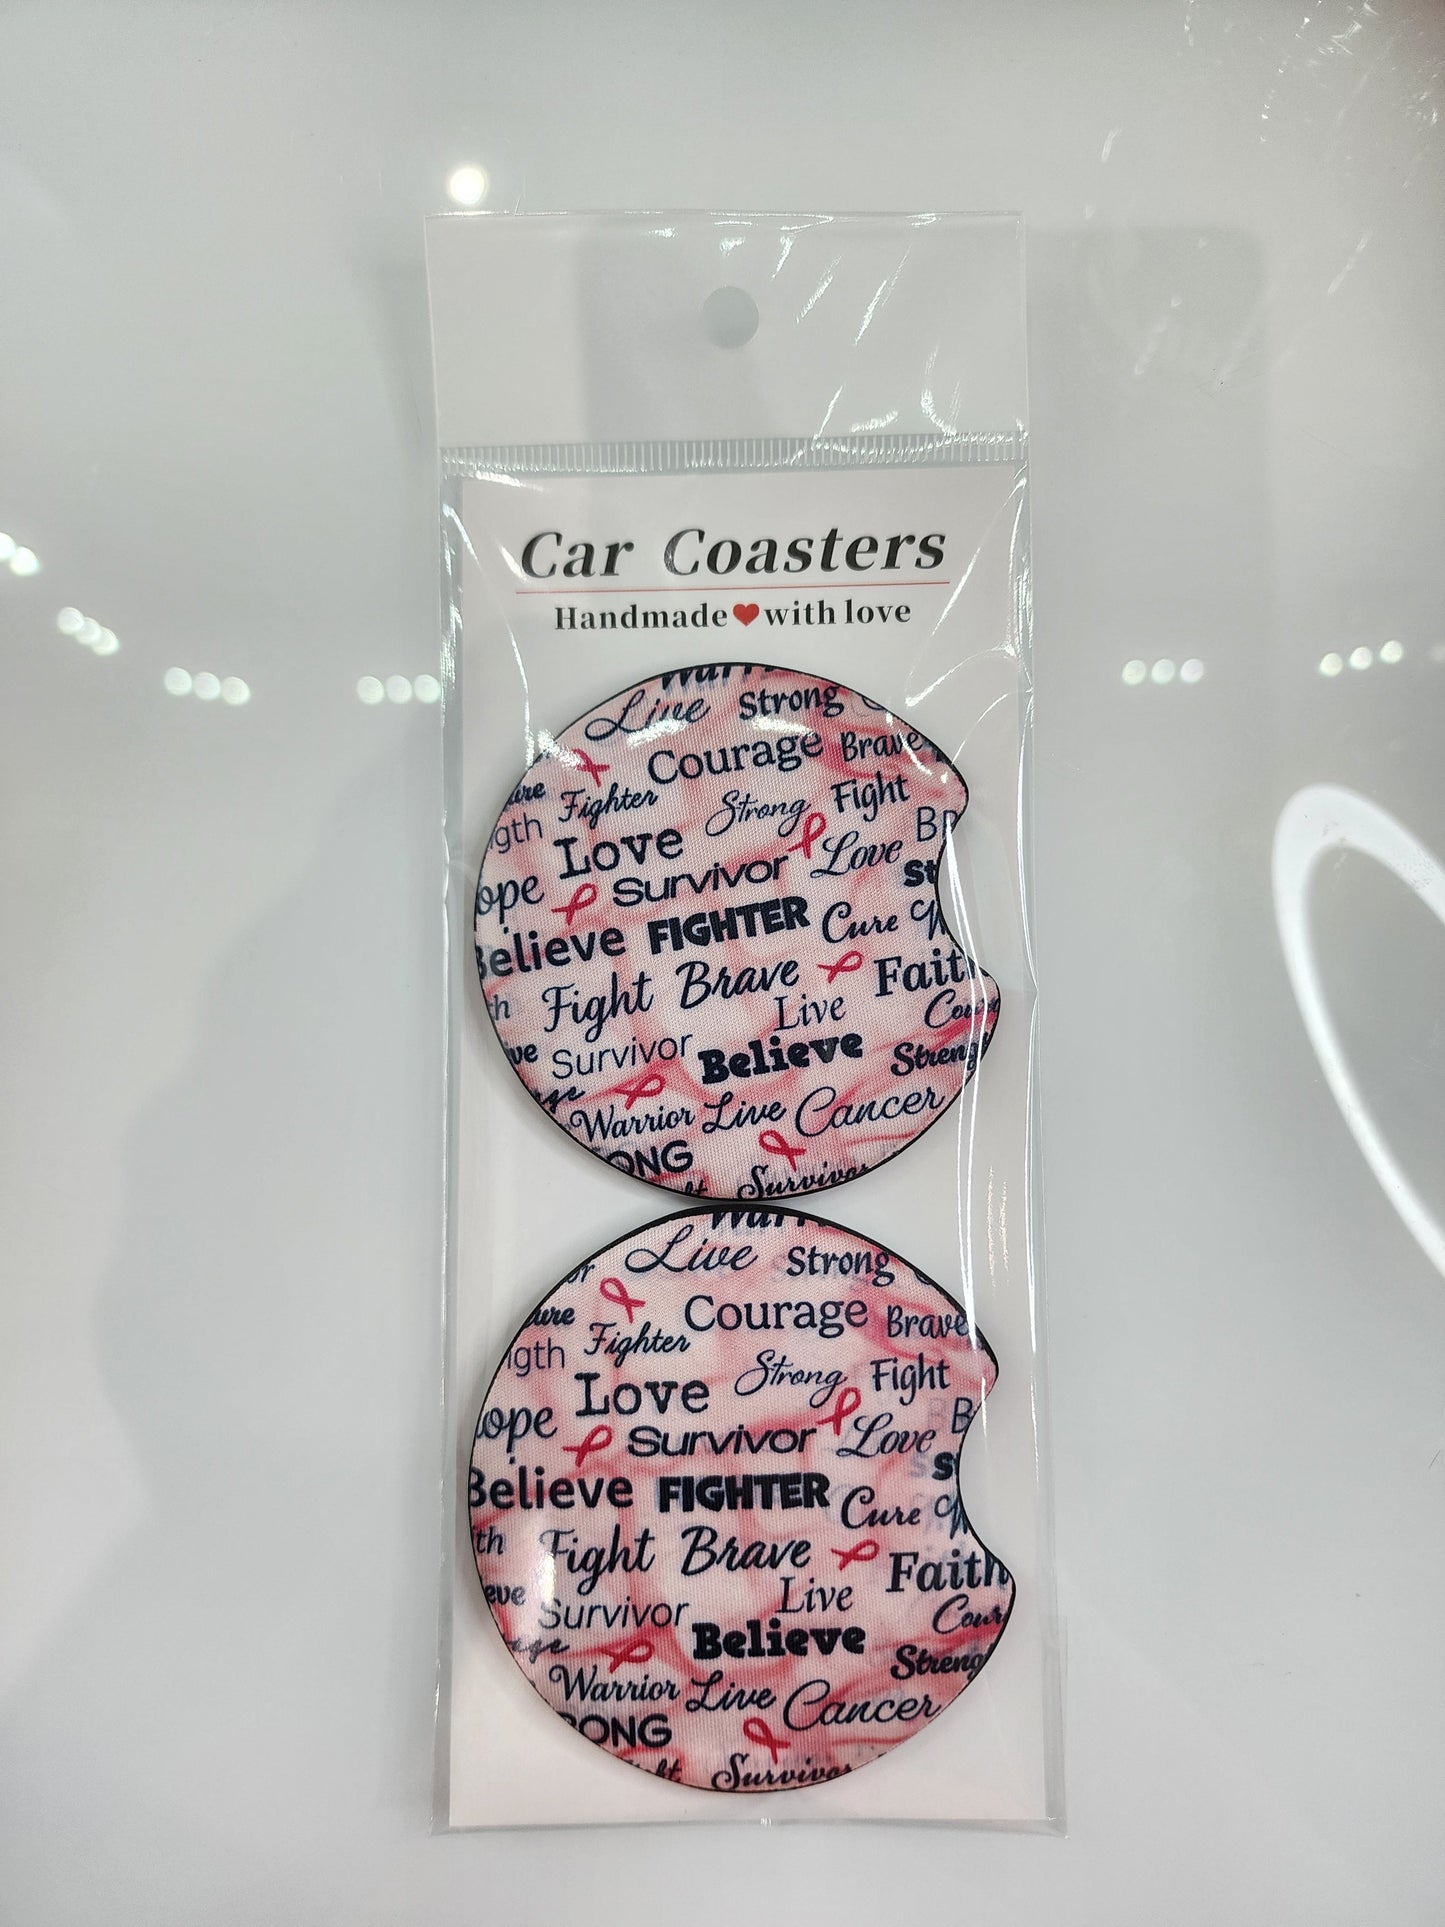 Car Coasters
Handmade❤with love
Live Strong
Courage Brave
Fighter Strong Fight
Love Love
Survivor
Believe FIGHTER Cure
Fight Brave Faith
Live
Survivor Believe
Warrior Live Cancer
Survivor
Live Strong
Courage Brave
Fighter Strong Fight
Love Love
Survivor
Believe FIGHTER Cure
Fight Brave Faith
Live
Survivor Believe
Warrior Live Cancer
Survivor